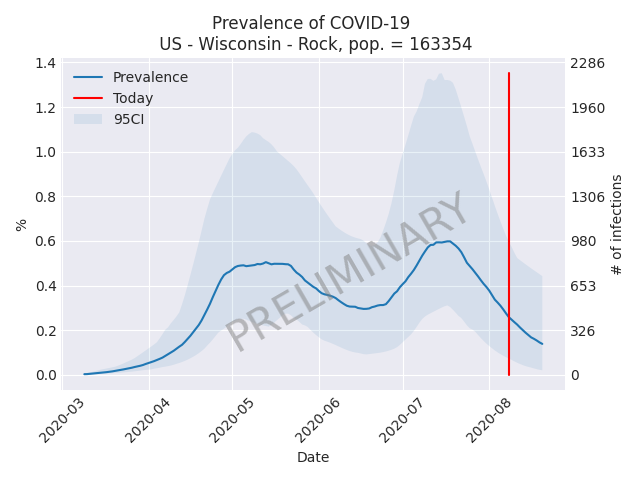 Prevalence of COVID-19
US - Wisconsin - Rock, pop. = 163354
1.4
1.2
1.0
0.8
0.6
0.4
0.2
0.0
%
Prevalence
Today
95CI
PRELIMINARY
2286
1960
1633
1306
980
653
326
0
# of infections
2020-03
2020-04
2020-05
2020-06
2020-07
2020-08
Date